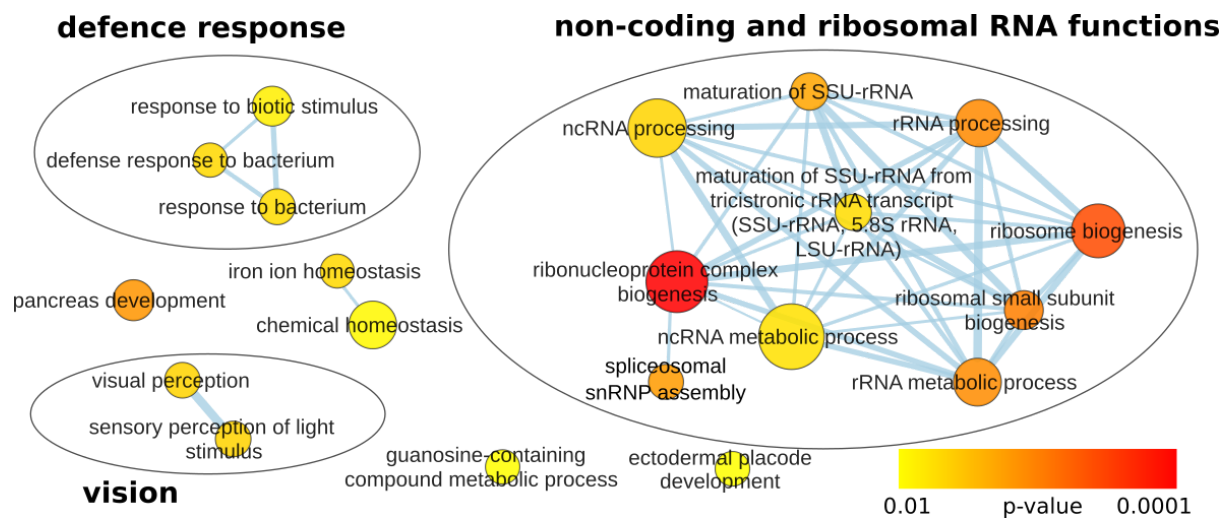 defence response
response to biotic stimulus
defense response to bacterium
response to bacterium
iron ion homeostasis
pancreas development
chemical homeostasis
visual perception
sensory perception of light
stimulus
vision
guanosine-containing
compound metabolic process
ectodermal placode
development
non-coding and ribosomal RNA functions
maturation of SSU-rRNA
ncRNA processing
rRNA processing
maturation of SSU-rRNA from
tricistronic rRNA transcript
(SSU-rRNA, 5.8S rRNA,
LSU-rRNA)
ribosome biogenesis
ribonucleoprotein complex
biogenesis
ribosomal small subunit
biogenesis
ncRNA metabolic process
spliceosomal
snRNP assembly
rRNA metabolic process
0.01 p-value 0.0001